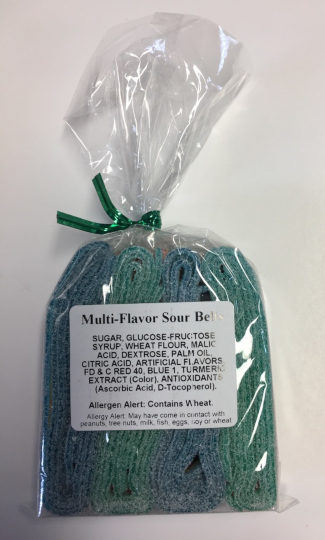 Multi-Flavor Sour Belts
SUGAR, GLUCOSE-FRUCTOSE
SYRUP, WHEAT FLOUR, MALIC
ACID, DEXTROSE, PALM OIL,
CITRIC ACID, ARTIFICIAL FLAVORS,
FD & C RED 40, BLUE 1, TURMERIC
EXTRACT (Color), ANTIOXIDANTS
(Ascorbic Acid, D-Tocopherol).
Allergen Alert: Contains Wheat.
Allergy Alert: May have come in contact with
peanuts, tree nuts, milk, fish, eggs, soy or wheat